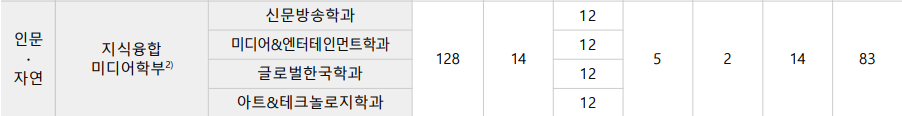 인문
·
자연
지식융합
미디어학부2)
신문방송학과
미디어&엔터테인먼트학과
글로벌한국학과
아트&테크놀로지학과
128
14
12
12
12
12
5
2
14
83